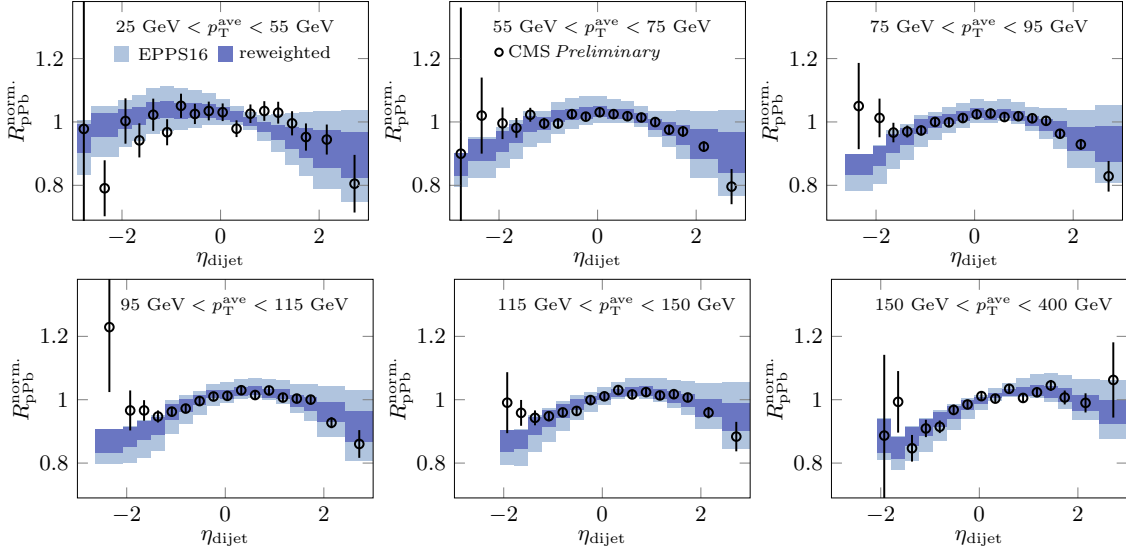 25 GeV < p_T^ave < 55 GeV
EPPS16 reweighted
R_pPb^norm.
1.2
1
0.8
−2 0 2
η_dijet
55 GeV < p_T^ave < 75 GeV
CMS Preliminary
R_pPb^norm.
1.2
1
0.8
−2 0 2
η_dijet
75 GeV < p_T^ave < 95 GeV
R_pPb^norm.
1.2
1
0.8
−2 0 2
η_dijet
95 GeV < p_T^ave < 115 GeV
R_pPb^norm.
1.2
1
0.8
−2 0 2
η_dijet
115 GeV < p_T^ave < 150 GeV
R_pPb^norm.
1.2
1
0.8
−2 0 2
η_dijet
150 GeV < p_T^ave < 400 GeV
R_pPb^norm.
1.2
1
0.8
−2 0 2
η_dijet